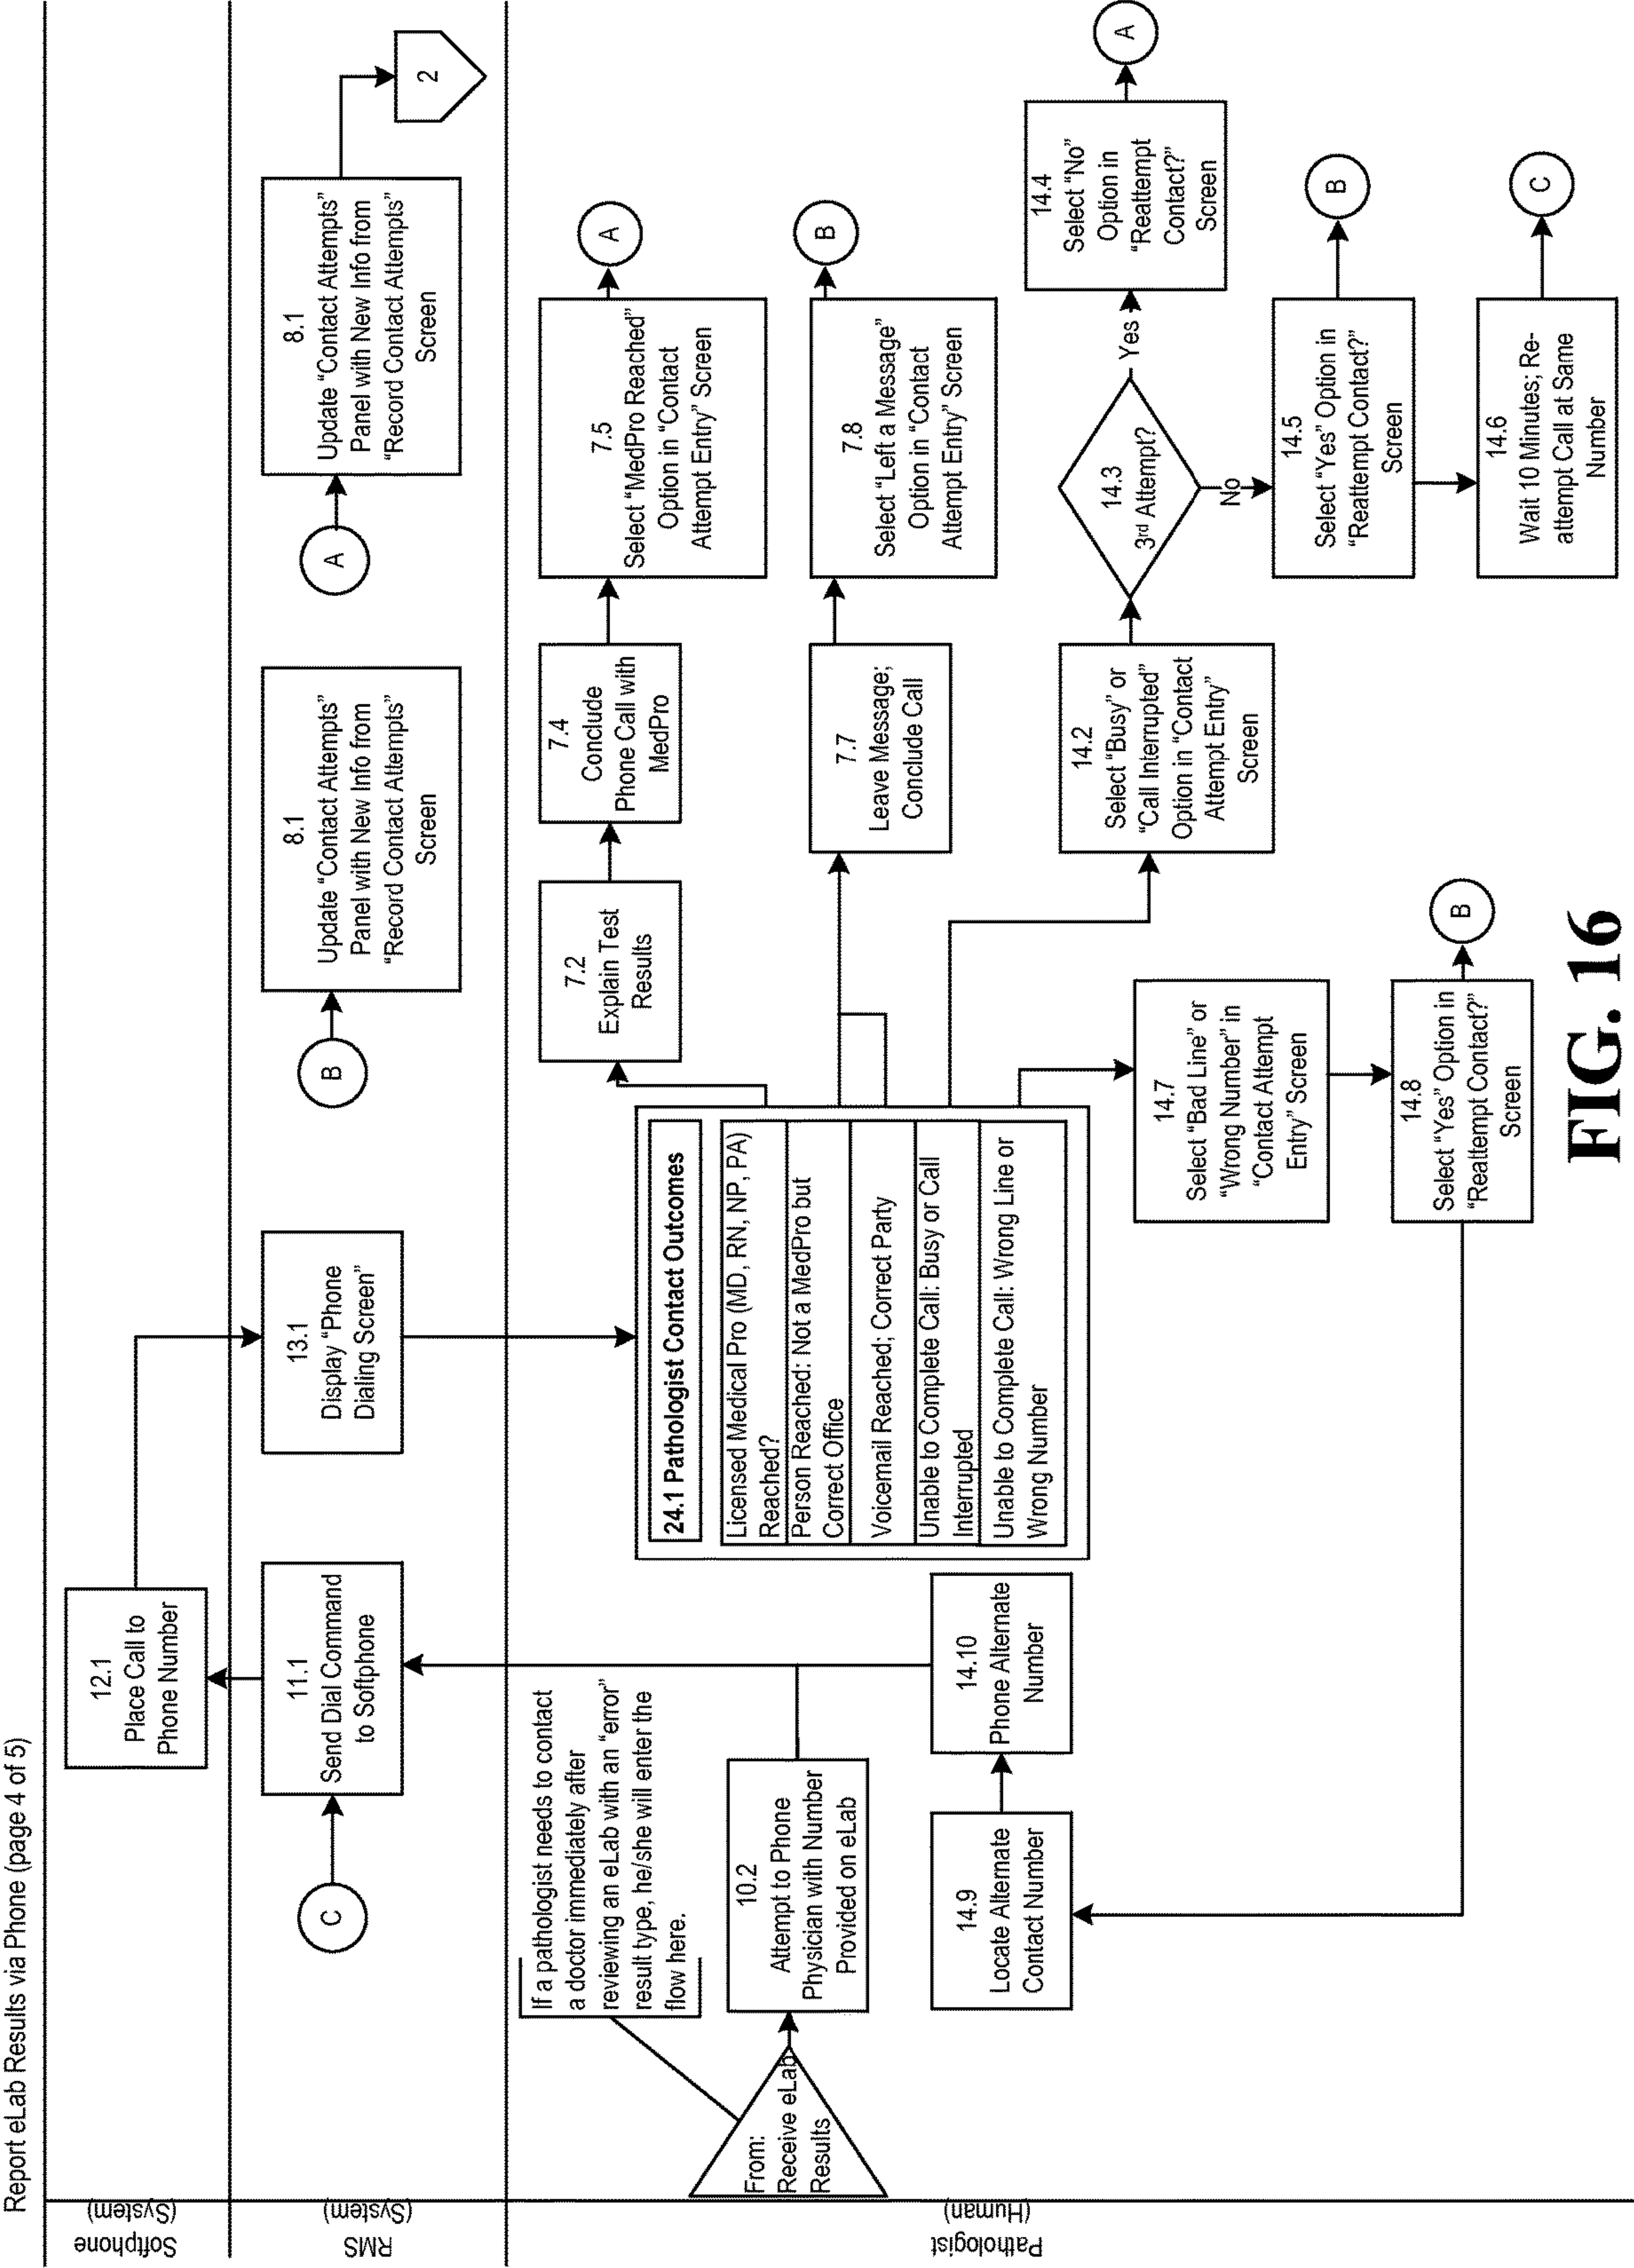 Report eLab Results via Phone (page 4 of 5)
Softphone
(System)
12.1
Place Call to
Phone Number
RMS
(System)
C
11.1
Send Dial Command
to Softphone
13.1
Display “Phone
Dialing Screen”
B
8.1
Update “Contact Attempts”
Panel with New Info from
“Record Contact Attempts”
Screen
A
8.1
Update “Contact Attempts”
Panel with New Info from
“Record Contact Attempts”
Screen
2
Pathologist
(Human)
If a pathologist needs to contact
a doctor immediately after
reviewing an eLab with an “error”
result type, he/she will enter the
flow here.
From:
Receive eLab
Results
10.2
Attempt to Phone
Physician with Number
Provided on eLab
14.9
Locate Alternate
Contact Number
14.10
Phone Alternate
Number
24.1 Pathologist Contact Outcomes
Licensed Medical Pro (MD, RN, NP, PA)
Reached?
Person Reached: Not a MedPro but
Correct Office
Voicemail Reached; Correct Party
Unable to Complete Call: Busy or Call
Interrupted
Unable to Complete Call: Wrong Line or
Wrong Number
7.2
Explain Test
Results
7.4
Conclude
Phone Call with
MedPro
7.5
Select “MedPro Reached”
Option in “Contact
Attempt Entry” Screen
A
7.7
Leave Message;
Conclude Call
7.8
Select “Left a Message”
Option in “Contact
Attempt Entry” Screen
B
14.2
Select “Busy” or
“Call Interrupted”
Option in “Contact
Attempt Entry”
Screen
14.3
3rd Attempt?
Yes
14.4
Select “No”
Option in
“Reattempt
Contact?”
Screen
A
No
14.5
Select “Yes” Option in
“Reattempt Contact?”
Screen
B
14.6
Wait 10 Minutes; Re-
attempt Call at Same
Number
C
14.7
Select “Bad Line” or
“Wrong Number” in
“Contact Attempt
Entry” Screen
14.8
Select “Yes” Option in
“Reattempt Contact?”
Screen
B
FIG. 16